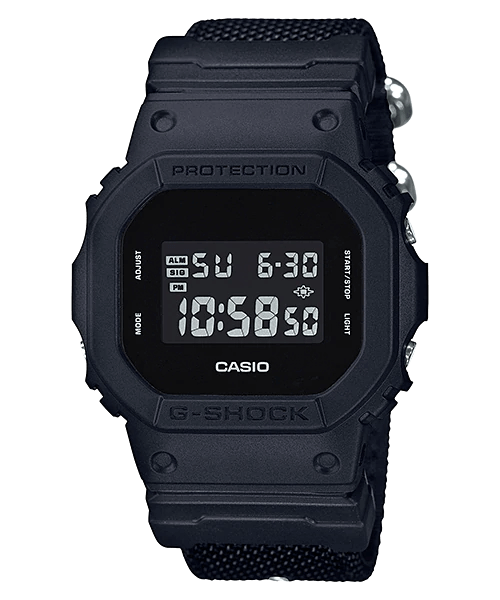 PROTECTION
ADJUST
MODE
START/STOP
LIGHT
ALM
SIG
PM
SU 6-30
10:58 50
CASIO
G-SHOCK